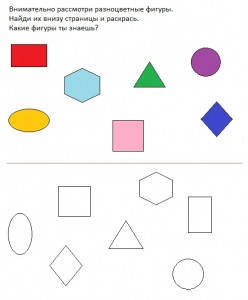 Внимательно рассмотри разноцветные фигуры.
Найди их внизу страницы и раскрась.
Какие фигуры ты знаешь?